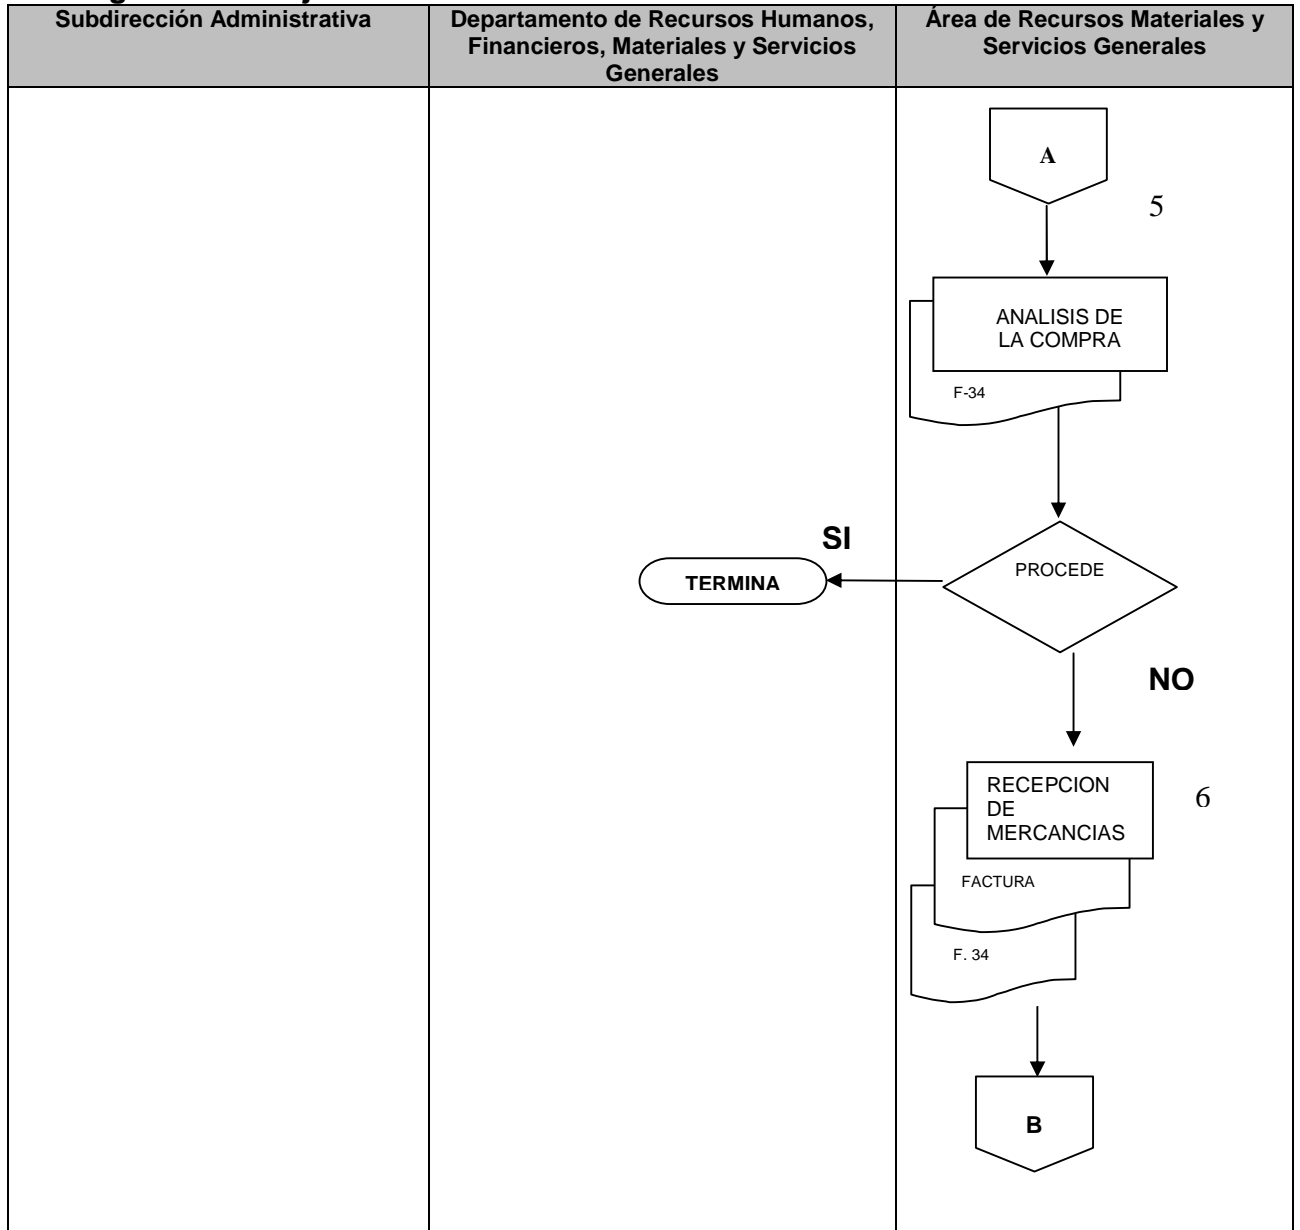 Subdirección Administrativa
Departamento de Recursos Humanos,
Financieros, Materiales y Servicios
Generales
Área de Recursos Materiales y
Servicios Generales
A
5
ANALISIS DE
LA COMPRA
F-34
SI
TERMINA
PROCEDE
NO
RECEPCION
DE
MERCANCIAS
6
FACTURA
F. 34
B